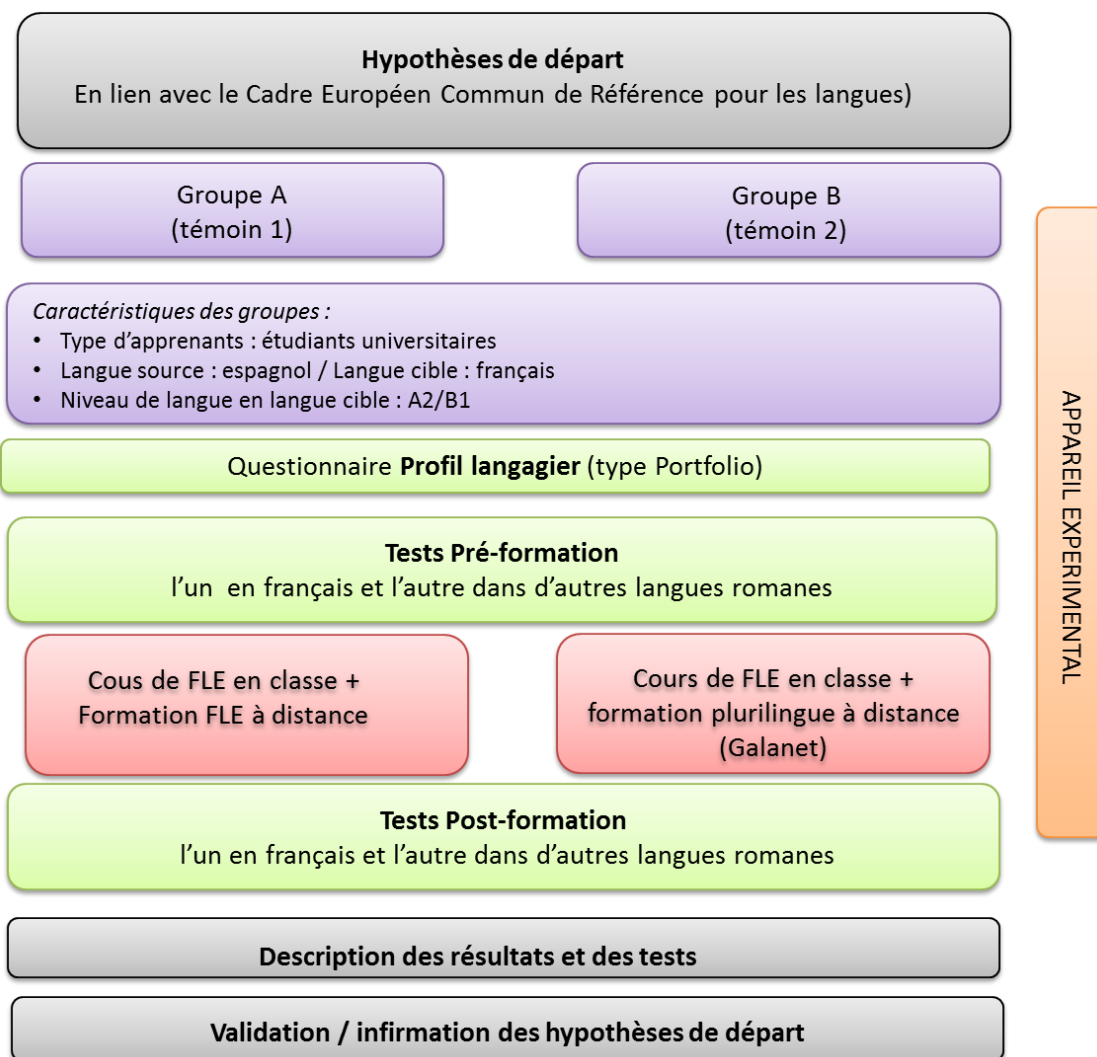 Hypothèses de départ
En lien avec le Cadre Européen Commun de Référence pour les langues)
Groupe A
(témoin 1)
Groupe B
(témoin 2)
Caractéristiques des groupes :
• Type d’apprenants : étudiants universitaires
• Langue source : espagnol / Langue cible : français
• Niveau de langue en langue cible : A2/B1
Questionnaire Profil langagier (type Portfolio)
Tests Pré-formation
l’un en français et l’autre dans d’autres langues romanes
Cous de FLE en classe +
Formation FLE à distance
Cours de FLE en classe +
formation plurilingue à distance
(Galanet)
Tests Post-formation
l’un en français et l’autre dans d’autres langues romanes
Description des résultats et des tests
Validation / infirmation des hypothèses de départ
APPAREIL EXPERIMENTAL